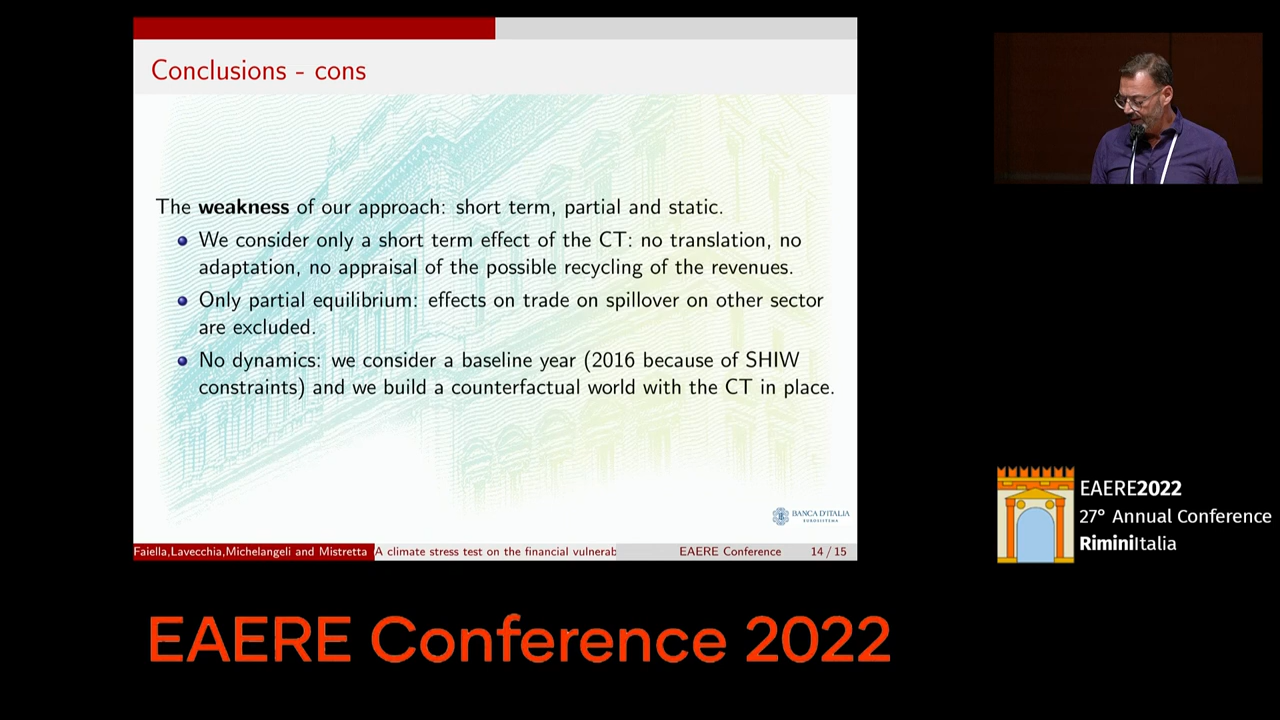 Conclusions - cons
The weakness of our approach: short term, partial and static.
We consider only a short term effect of the CT: no translation, no
adaptation, no appraisal of the possible recycling of the revenues.
Only partial equilibrium: effects on trade on spillover on other sector
are excluded.
No dynamics: we consider a baseline year (2016 because of SHIW
constraints) and we build a counterfactual world with the CT in place.
BANCA D'ITALIA
EUROSISTEMA
Faiella,Lavecchia,Michelangeli and Mistretta
A climate stress test on the financial vulnerab
EAERE Conference
14 / 15
EAERE2022
27° Annual Conference
RiminiItalia
EAERE Conference 2022